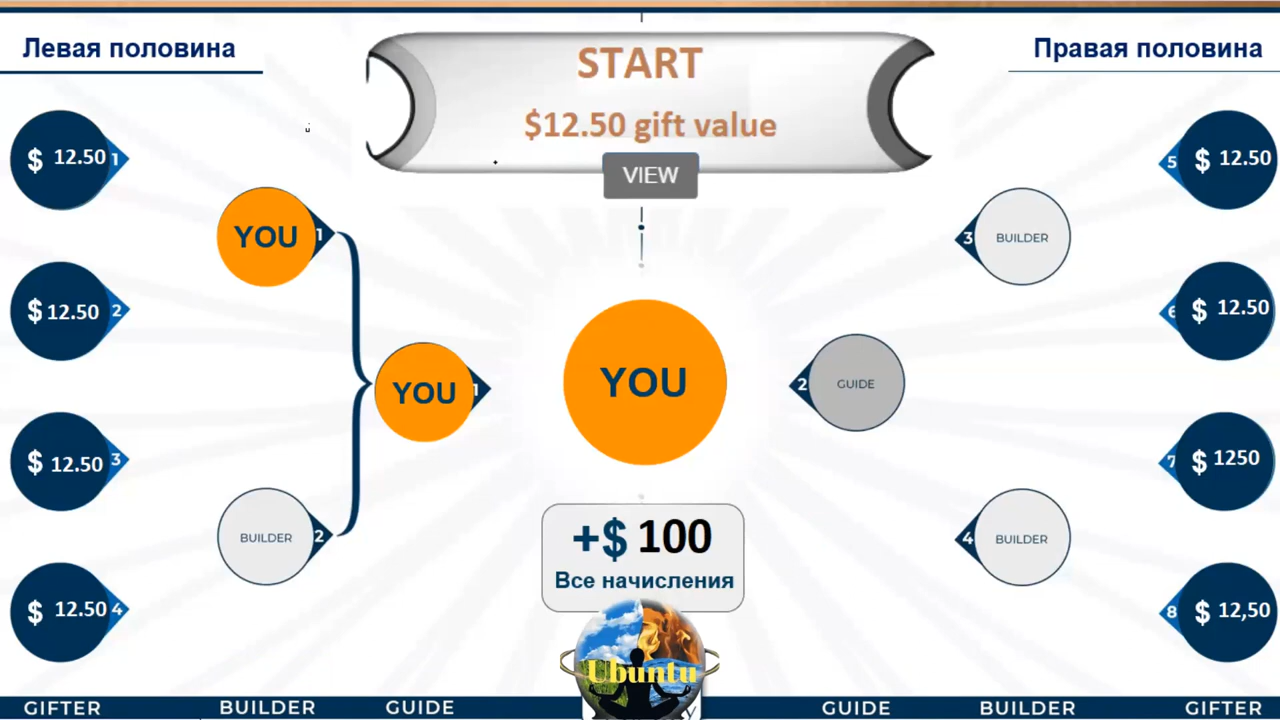 Левая половина
START
$12.50 gift value
VIEW
Правая половина
$ 12.50 1
$ 12.50 2
$ 12.50 3
$ 12.50 4
YOU 1
BUILDER 2
YOU 1
YOU
2 GUIDE
3 BUILDER
4 BUILDER
5 $ 12.50
6 $ 12.50
7 $ 1250
8 $ 12,50
+$ 100
Все начисления
Ubuntu
GIFTER BUILDER GUIDE GUIDE BUILDER GIFTER